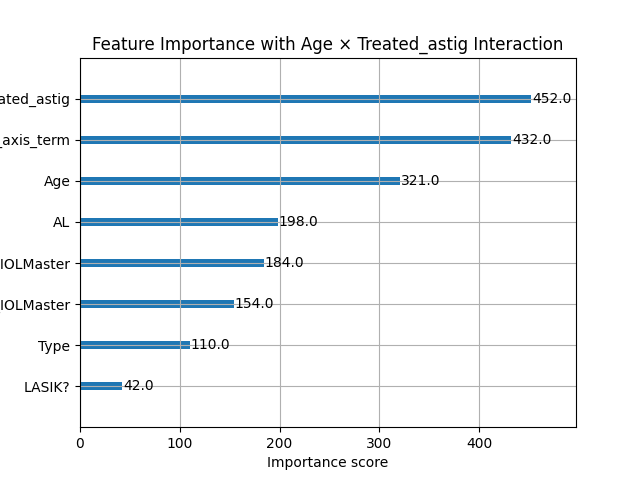 Feature Importance with Age × Treated_astig Interaction
ated_astig
452.0
_axis_term
432.0
Age
321.0
AL
198.0
IOLMaster
184.0
IOLMaster
154.0
Type
110.0
LASIK?
42.0
0 100 200 300 400
Importance score